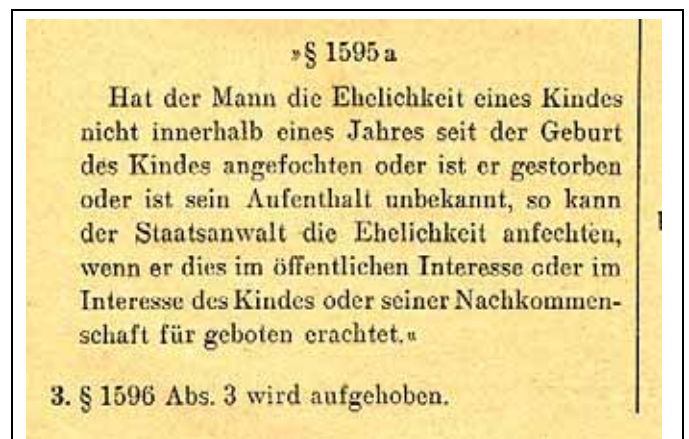 »§ 1595 a
Hat der Mann die Ehelichkeit eines Kindes
nicht innerhalb eines Jahres seit der Geburt
des Kindes angefochten oder ist er gestorben
oder ist sein Aufenthalt unbekannt, so kann
der Staatsanwalt die Ehelichkeit anfechten,
wenn er dies im öffentlichen Interesse oder im
Interesse des Kindes oder seiner Nachkommen-
schaft für geboten erachtet.«
3. § 1596 Abs. 3 wird aufgehoben.